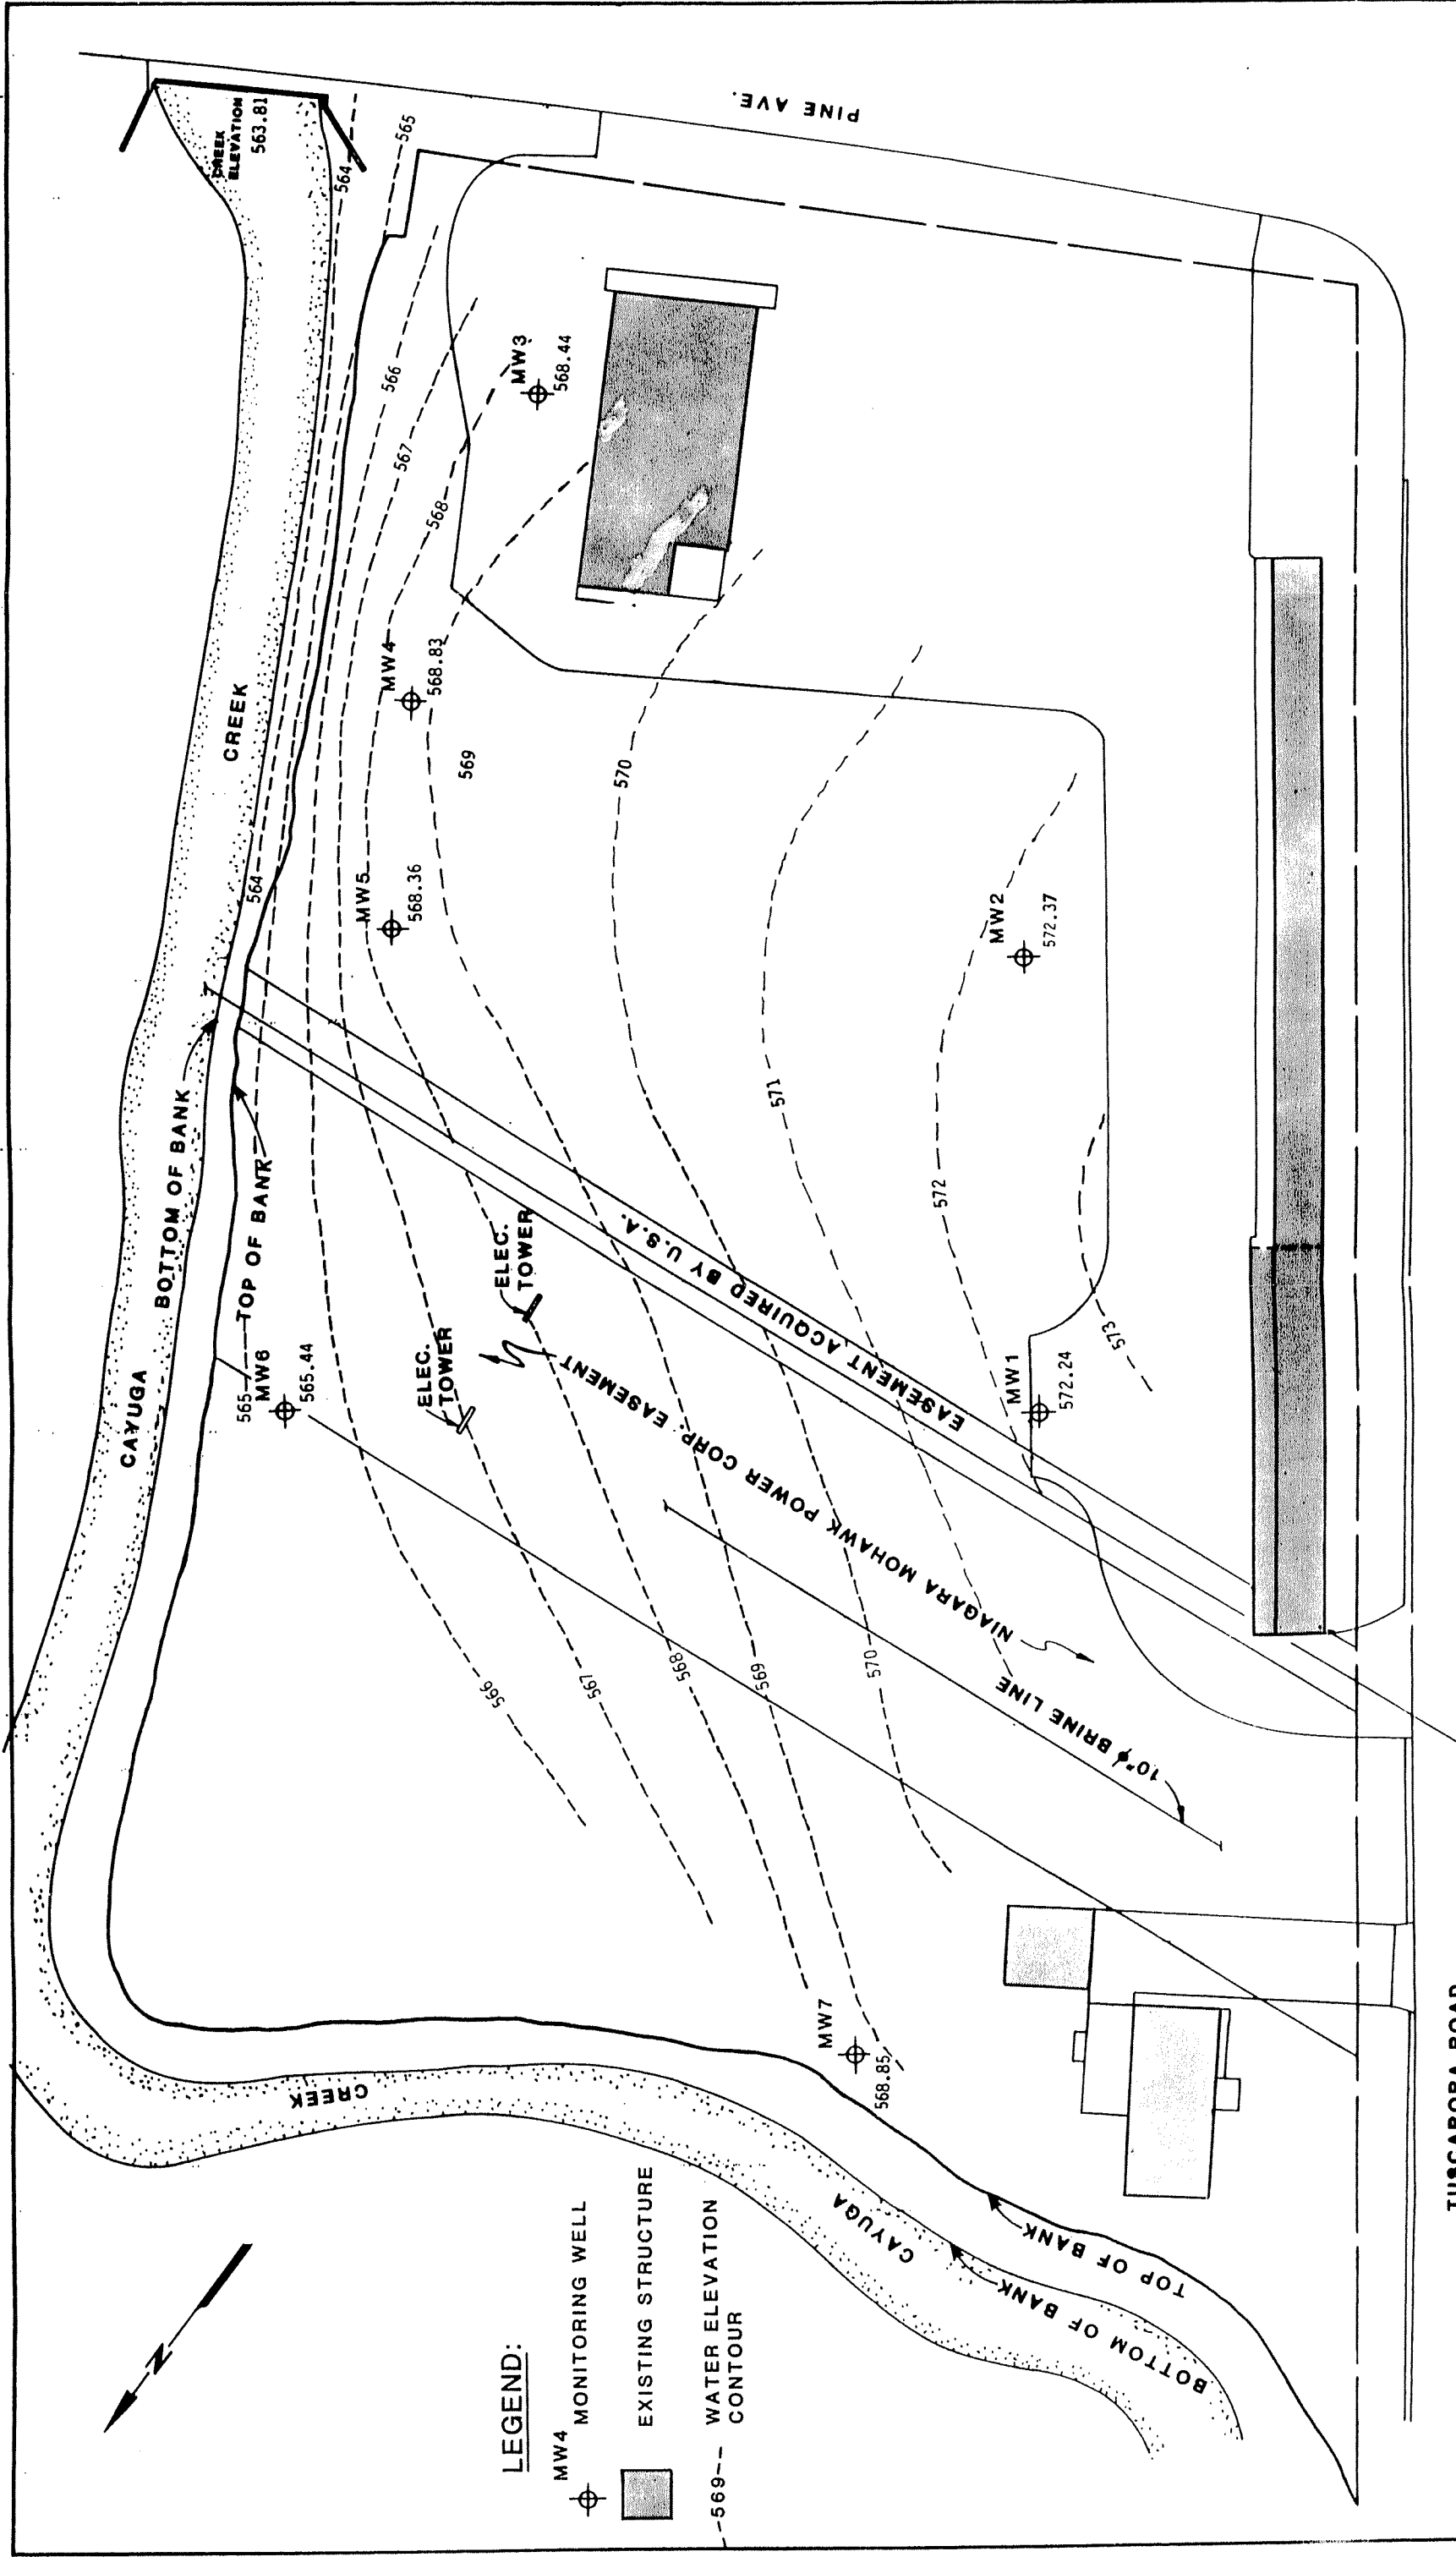 PINE AVE.
CREEK
ELEVATION
563.81
564
565
566
567
568
MW3
568.44
MW4
568.83
569
CREEK
564
MW5
568.36
570
571
572
573
MW2
572.37
CAYUGA
BOTTOM OF BANK
TOP OF BANK
565
MW6
565.44
ELEC.
TOWER
ELEC.
TOWER
EASEMENT ACQUIRED BY U.S.A.
NIAGARA MOHAWK POWER CORP. EASEMENT
MW1
572.24
10"ϕ BRINE LINE
566
567
568
569
570
MW7
568.85
CREEK
CAYUGA
TOP OF BANK
BOTTOM OF BANK
N
LEGEND:
MW4
MONITORING WELL
EXISTING STRUCTURE
--569-- WATER ELEVATION
CONTOUR
TUSCARORA ROAD